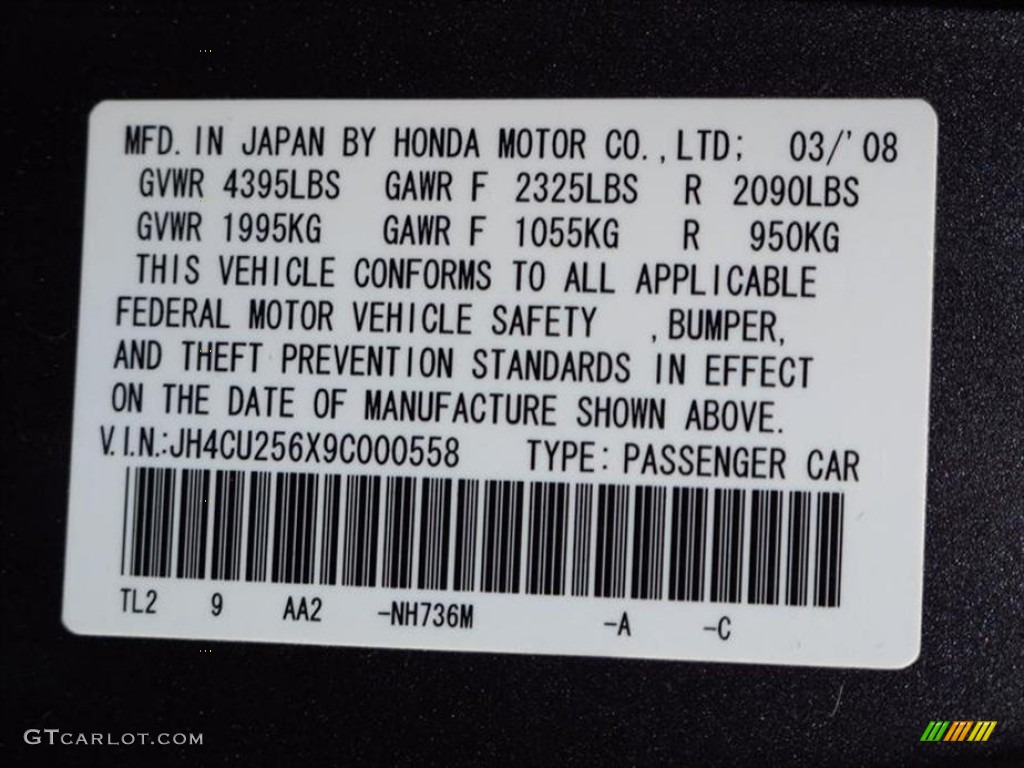 MFD. IN JAPAN BY HONDA MOTOR CO.,LTD; 03/'08
GVWR 4395LBS GAWR F 2325LBS R 2090LBS
GVWR 1995KG GAWR F 1055KG R 950KG
THIS VEHICLE CONFORMS TO ALL APPLICABLE
FEDERAL MOTOR VEHICLE SAFETY ,BUMPER,
AND THEFT PREVENTION STANDARDS IN EFFECT
ON THE DATE OF MANUFACTURE SHOWN ABOVE.
V.I.N.:JH4CU256X9C000558 TYPE: PASSENGER CAR
TL2 9 AA2 -NH736M -A -C
GTCARLOT.COM